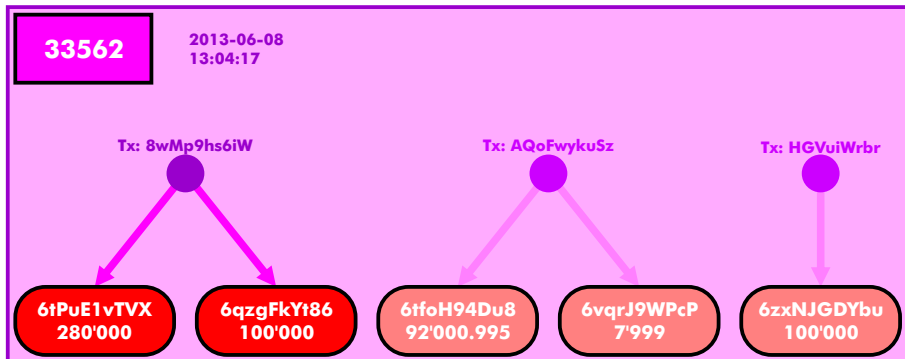 33562
2013-06-08
13:04:17
Tx: 8wMp9hs6iW
Tx: AQoFwykuSz
Tx: HGVuiWrbr
6tPuE1vTVX
280'000
6qzgFkYt86
100'000
6tfoH94Du8
92'000.995
6vqrJ9WPcP
7'999
6zxNJGDYbu
100'000